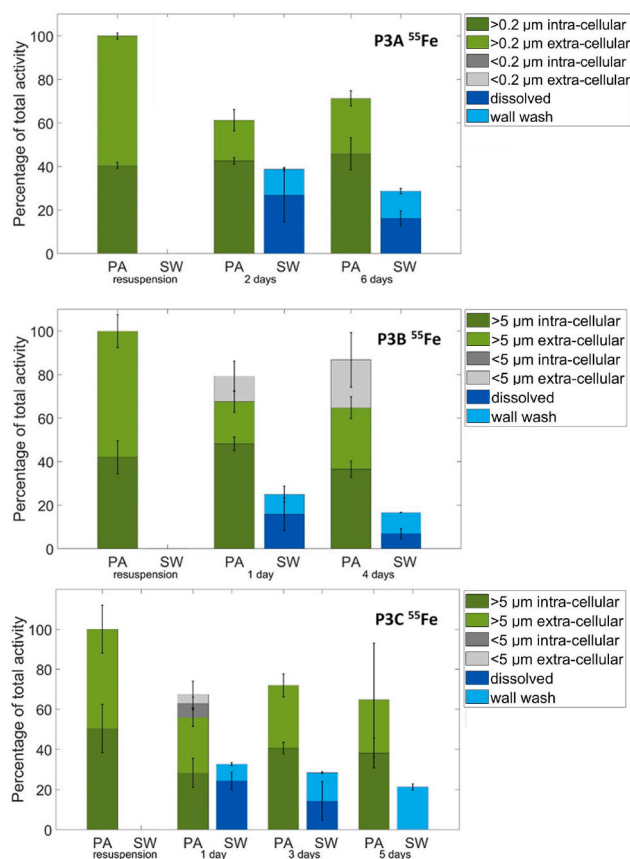 P3A ⁵⁵Fe
Percentage of total activity
100
80
60
40
20
0
PA SW PA SW PA SW
resuspension 2 days 6 days
>0.2 µm intra-cellular
>0.2 µm extra-cellular
<0.2 µm intra-cellular
<0.2 µm extra-cellular
dissolved
wall wash
P3B ⁵⁵Fe
Percentage of total activity
100
80
60
40
20
0
PA SW PA SW PA SW
resuspension 1 day 4 days
>5 µm intra-cellular
>5 µm extra-cellular
<5 µm intra-cellular
<5 µm extra-cellular
dissolved
wall wash
P3C ⁵⁵Fe
Percentage of total activity
100
80
60
40
20
0
PA SW PA SW PA SW PA SW
resuspension 1 day 3 days 5 days
>5 µm intra-cellular
>5 µm extra-cellular
<5 µm intra-cellular
<5 µm extra-cellular
dissolved
wall wash